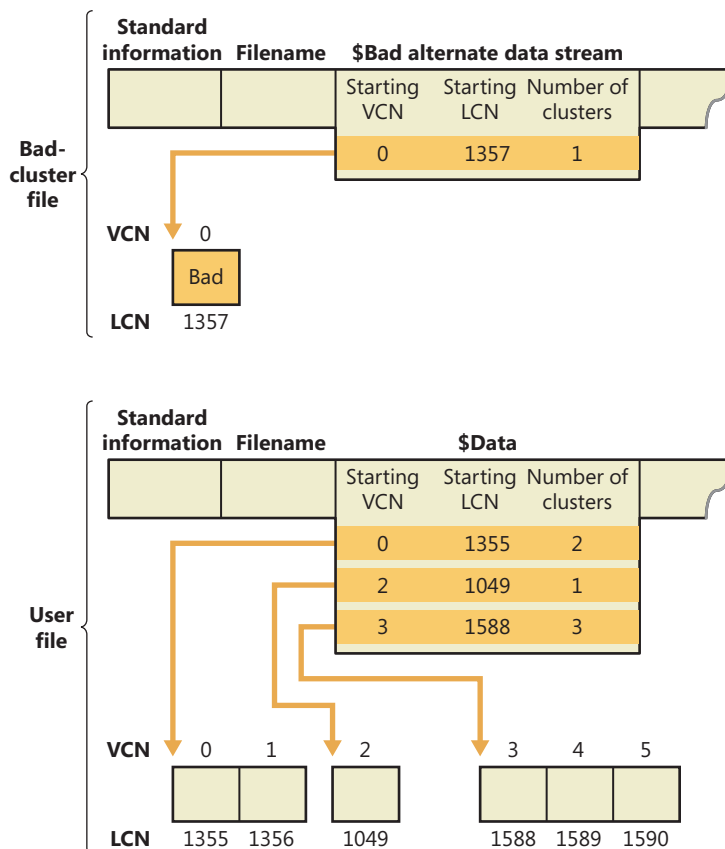 Standard
information Filename $Bad alternate data stream
Starting Starting Number of
VCN LCN clusters
0 1357 1
Bad-
cluster
file
VCN 0
Bad
LCN 1357
Standard
information Filename $Data
Starting Starting Number of
VCN LCN clusters
0 1355 2
2 1049 1
3 1588 3
User
file
VCN 0 1 2 3 4 5
LCN 1355 1356 1049 1588 1589 1590